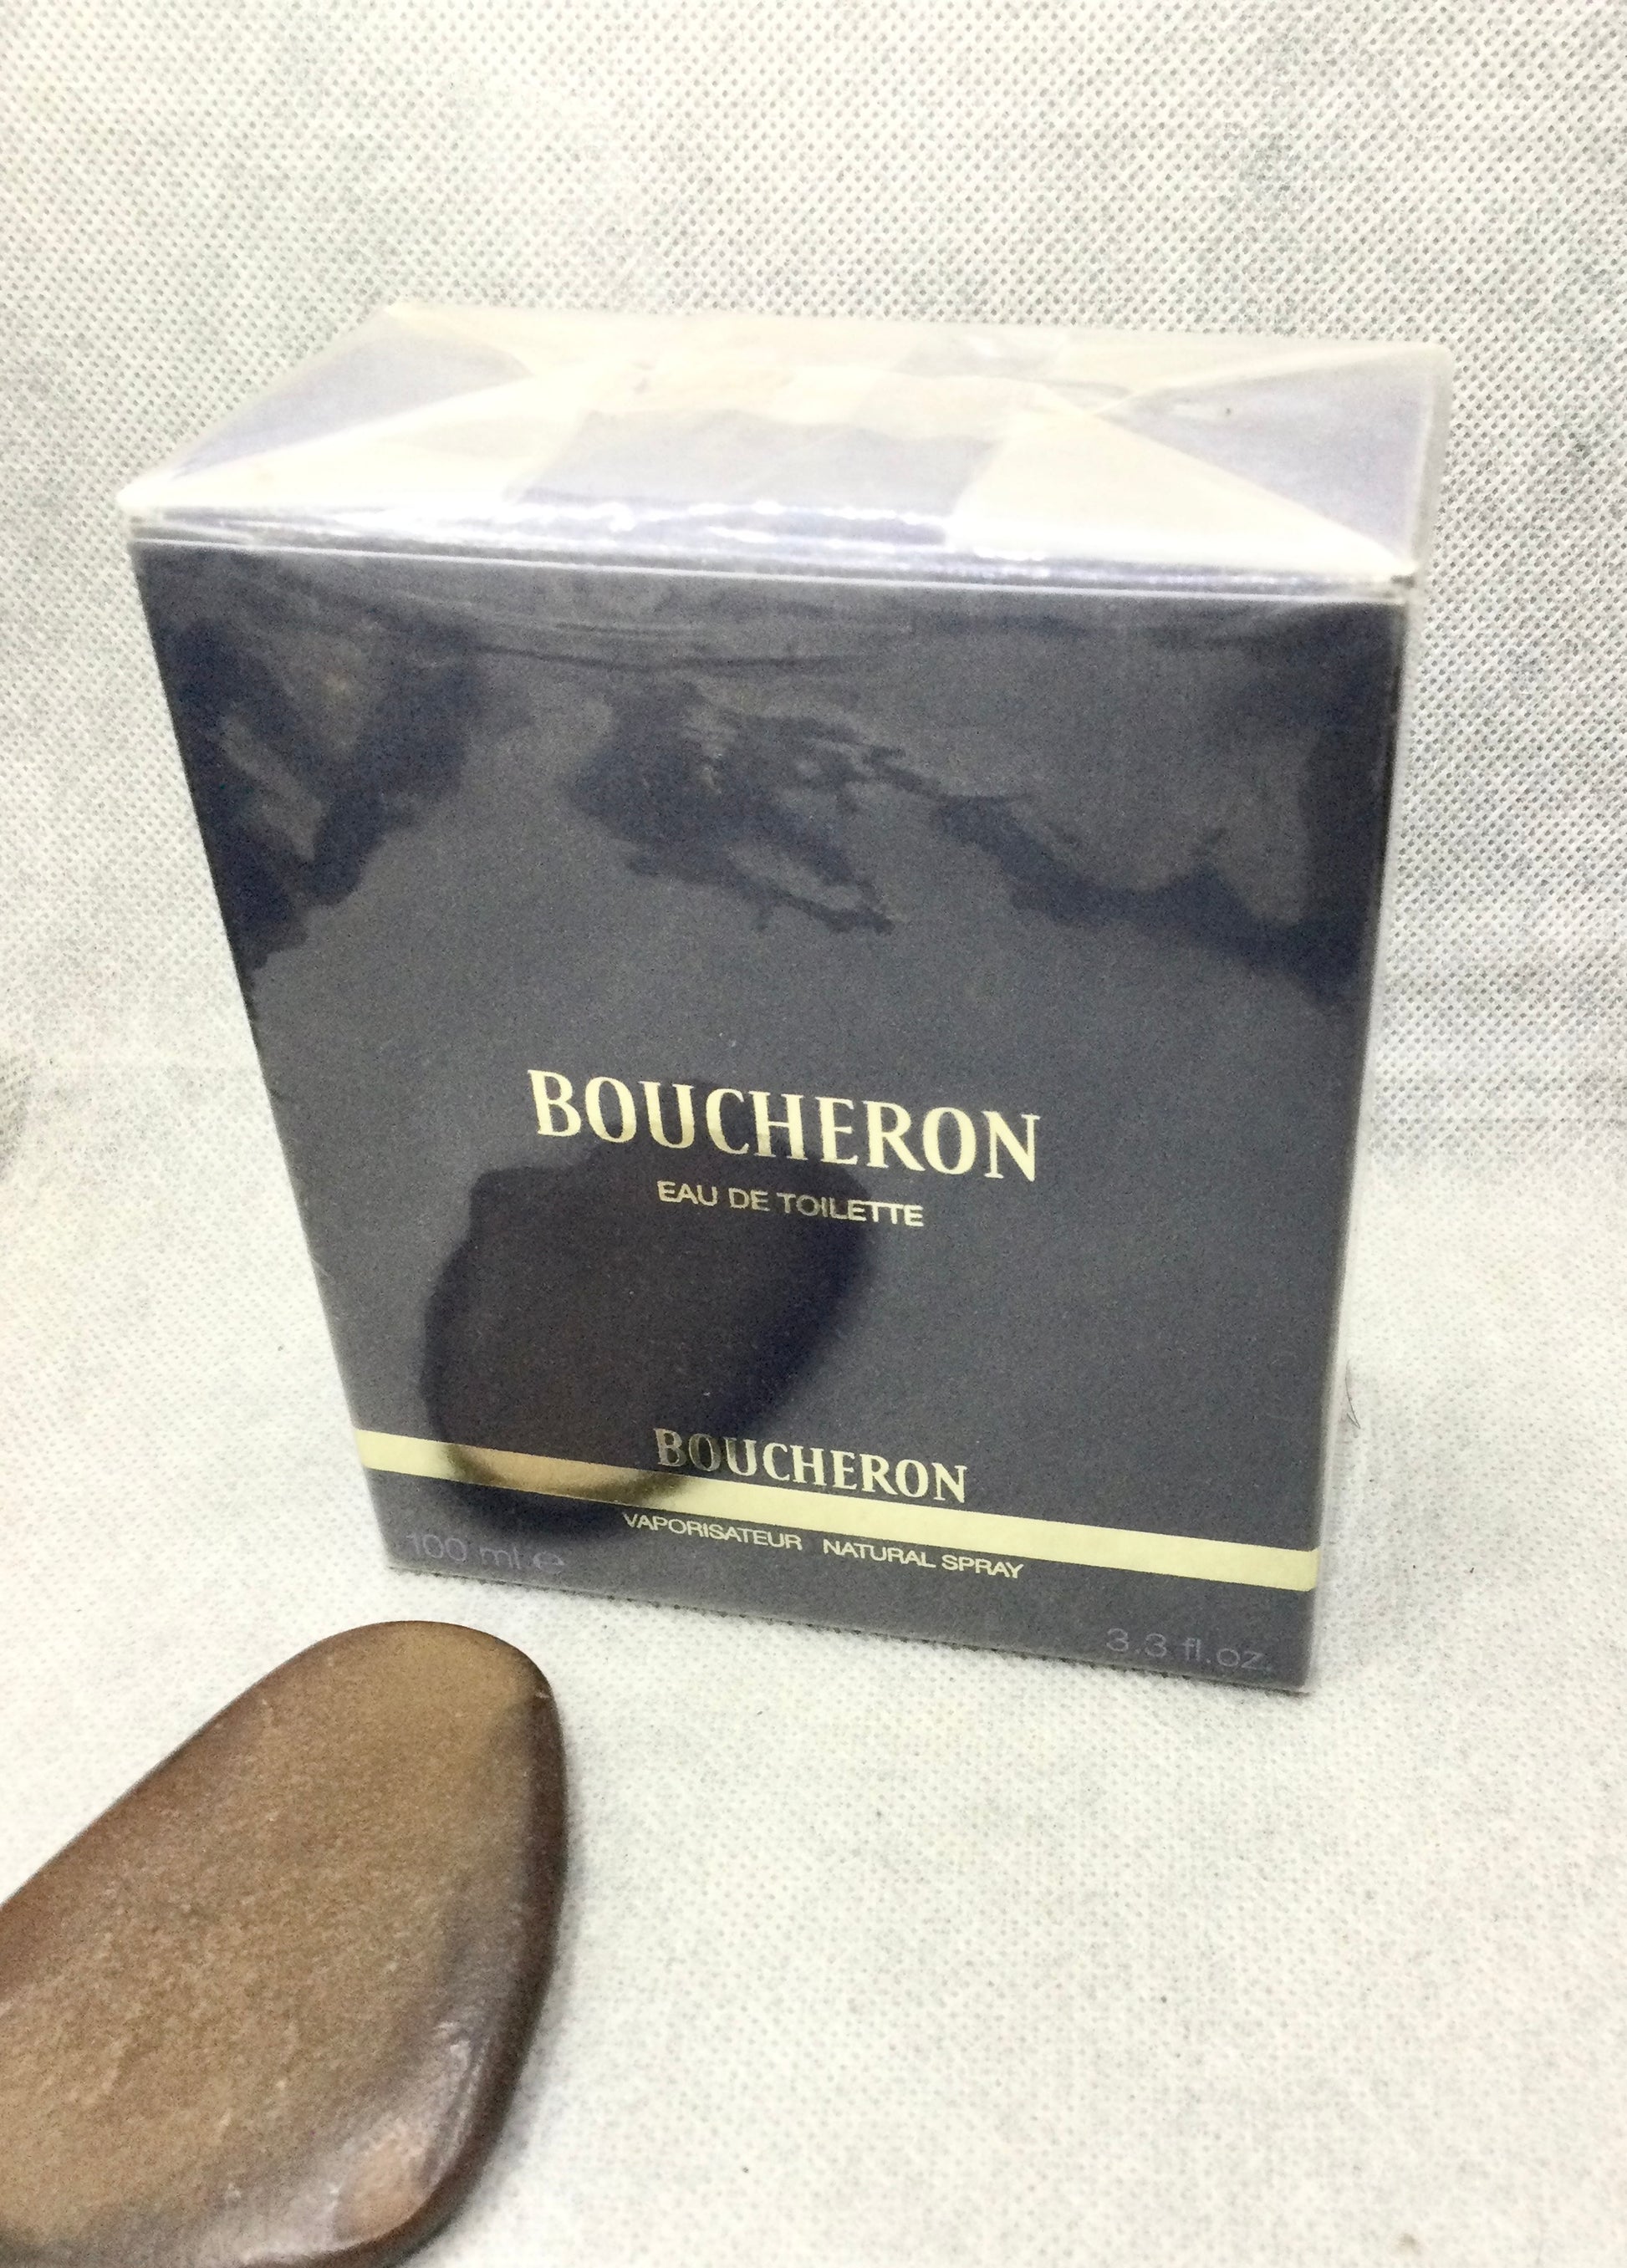 BOUCHERON
EAU DE TOILETTE
BOUCHERON
VAPORISATEUR NATURAL SPRAY
100 ml e
3.3 fl.oz.